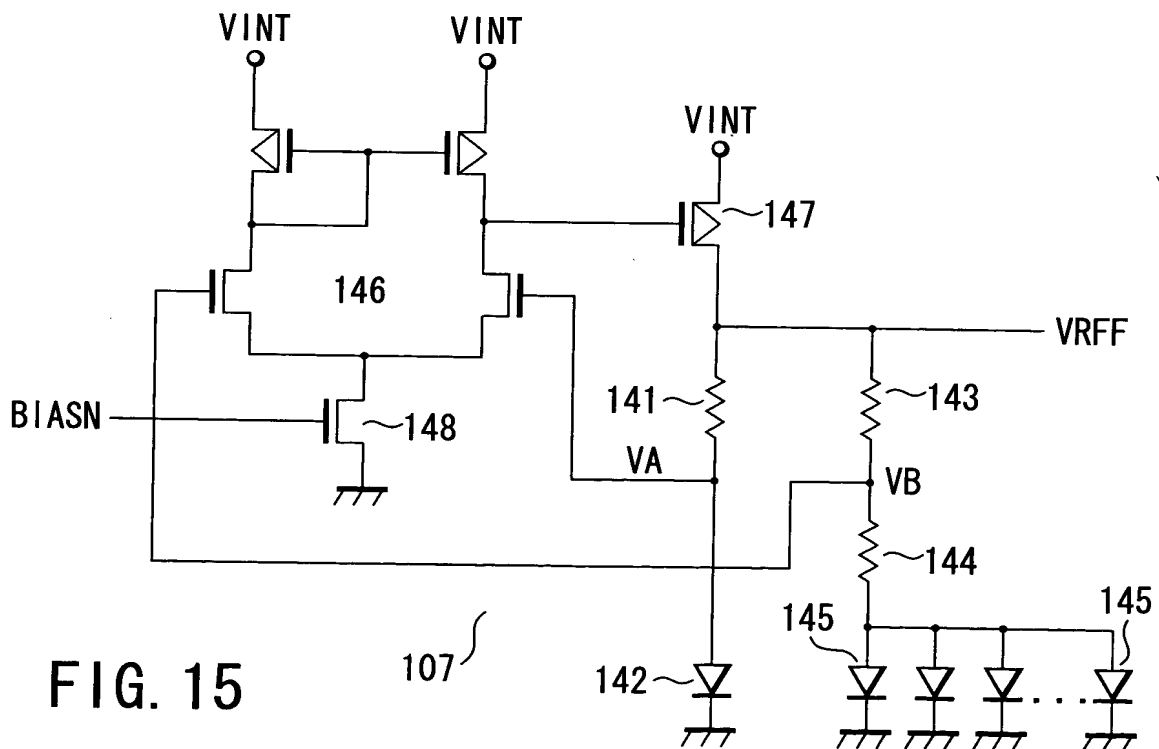 VINT
VINT
VINT
147
146
VRFF
141
143
BIASN
148
VA
VB
144
145
145
107
142
...
FIG. 15